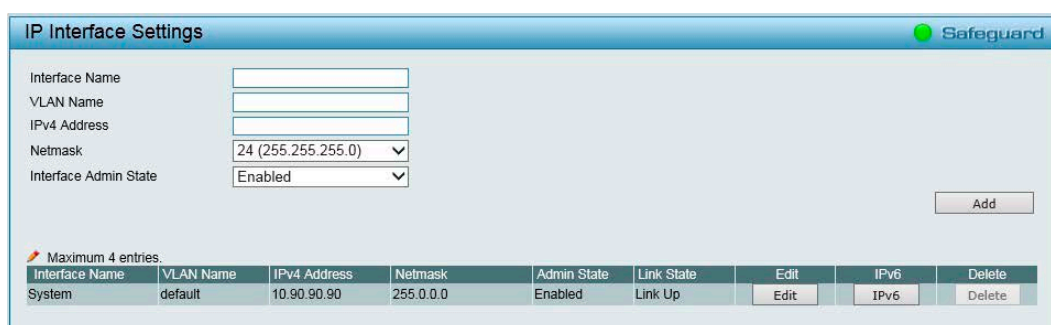 IP Interface Settings Safeguard
Interface Name
VLAN Name
IPv4 Address
Netmask 24 (255.255.255.0)
Interface Admin State Enabled
Add
Maximum 4 entries.
Interface Name VLAN Name IPv4 Address Netmask Admin State Link State Edit IPv6 Delete
System default 10.90.90.90 255.0.0.0 Enabled Link Up Edit IPv6 Delete